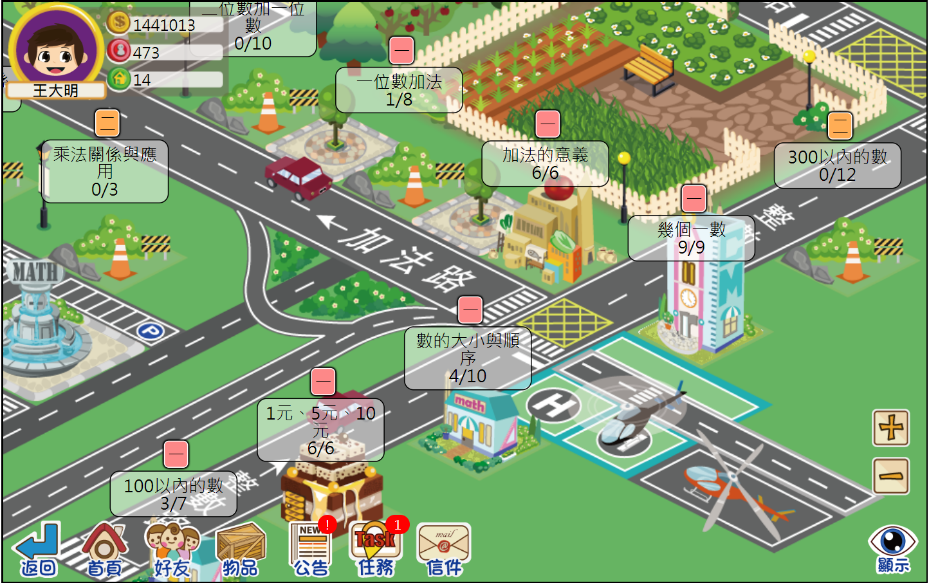 二位數加一位
數
0/10
1441013
473
14
王大明
一
一位數加法
1/8
二
乘法關係與應
用
0/3
一
加法的意義
6/6
二
300以內的數
0/12
一
幾個一數
9/9
加法路
整
MATH
P
一
數的大小與順
序
4/10
math
H
一
1元、5元、10
元
6/6
一
100以內的數
3/7
整
數
NEW
!
Task
1
mail
@
返回
首頁
好友
物品
公告
任務
信件
顯示